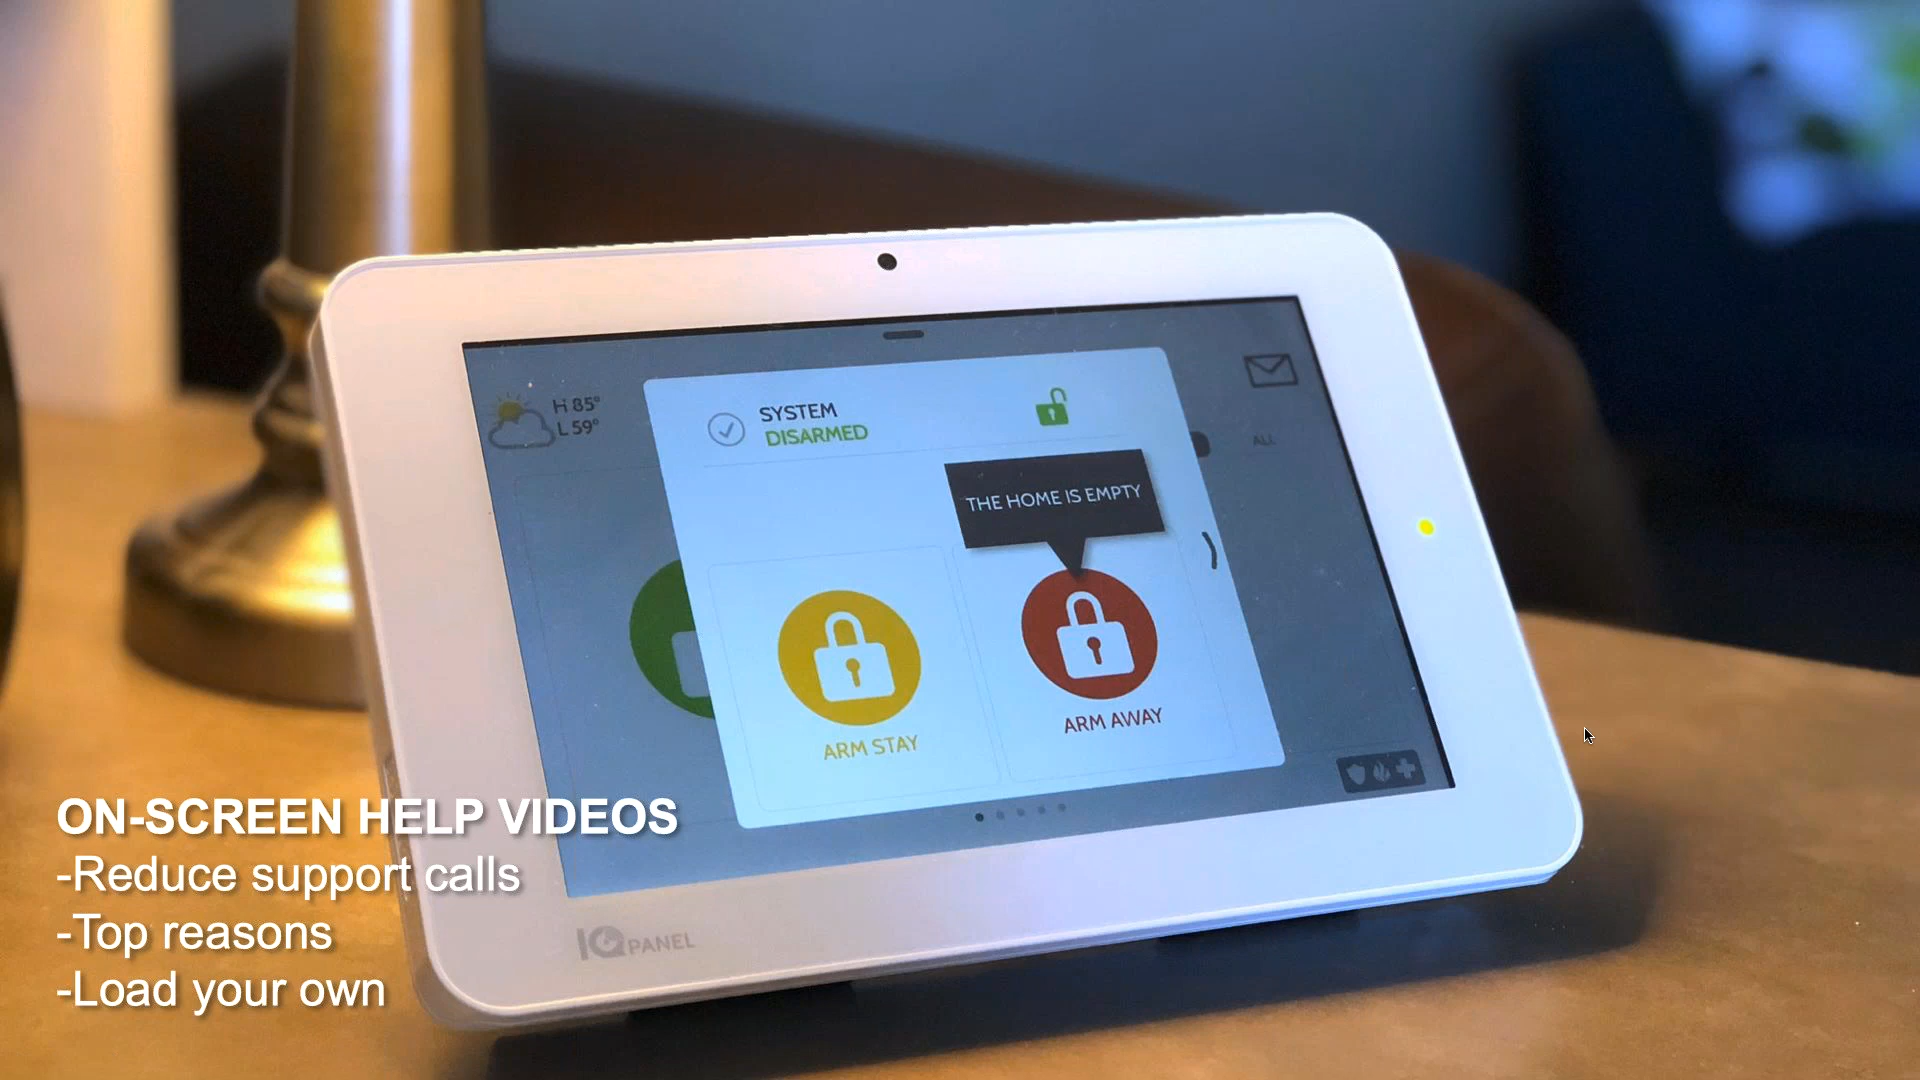 H 85°
L 59°
SYSTEM
DISARMED
ALL
THE HOME IS EMPTY
ARM STAY
ARM AWAY
ON-SCREEN HELP VIDEOS
-Reduce support calls
-Top reasons
-Load your own
IQ PANEL